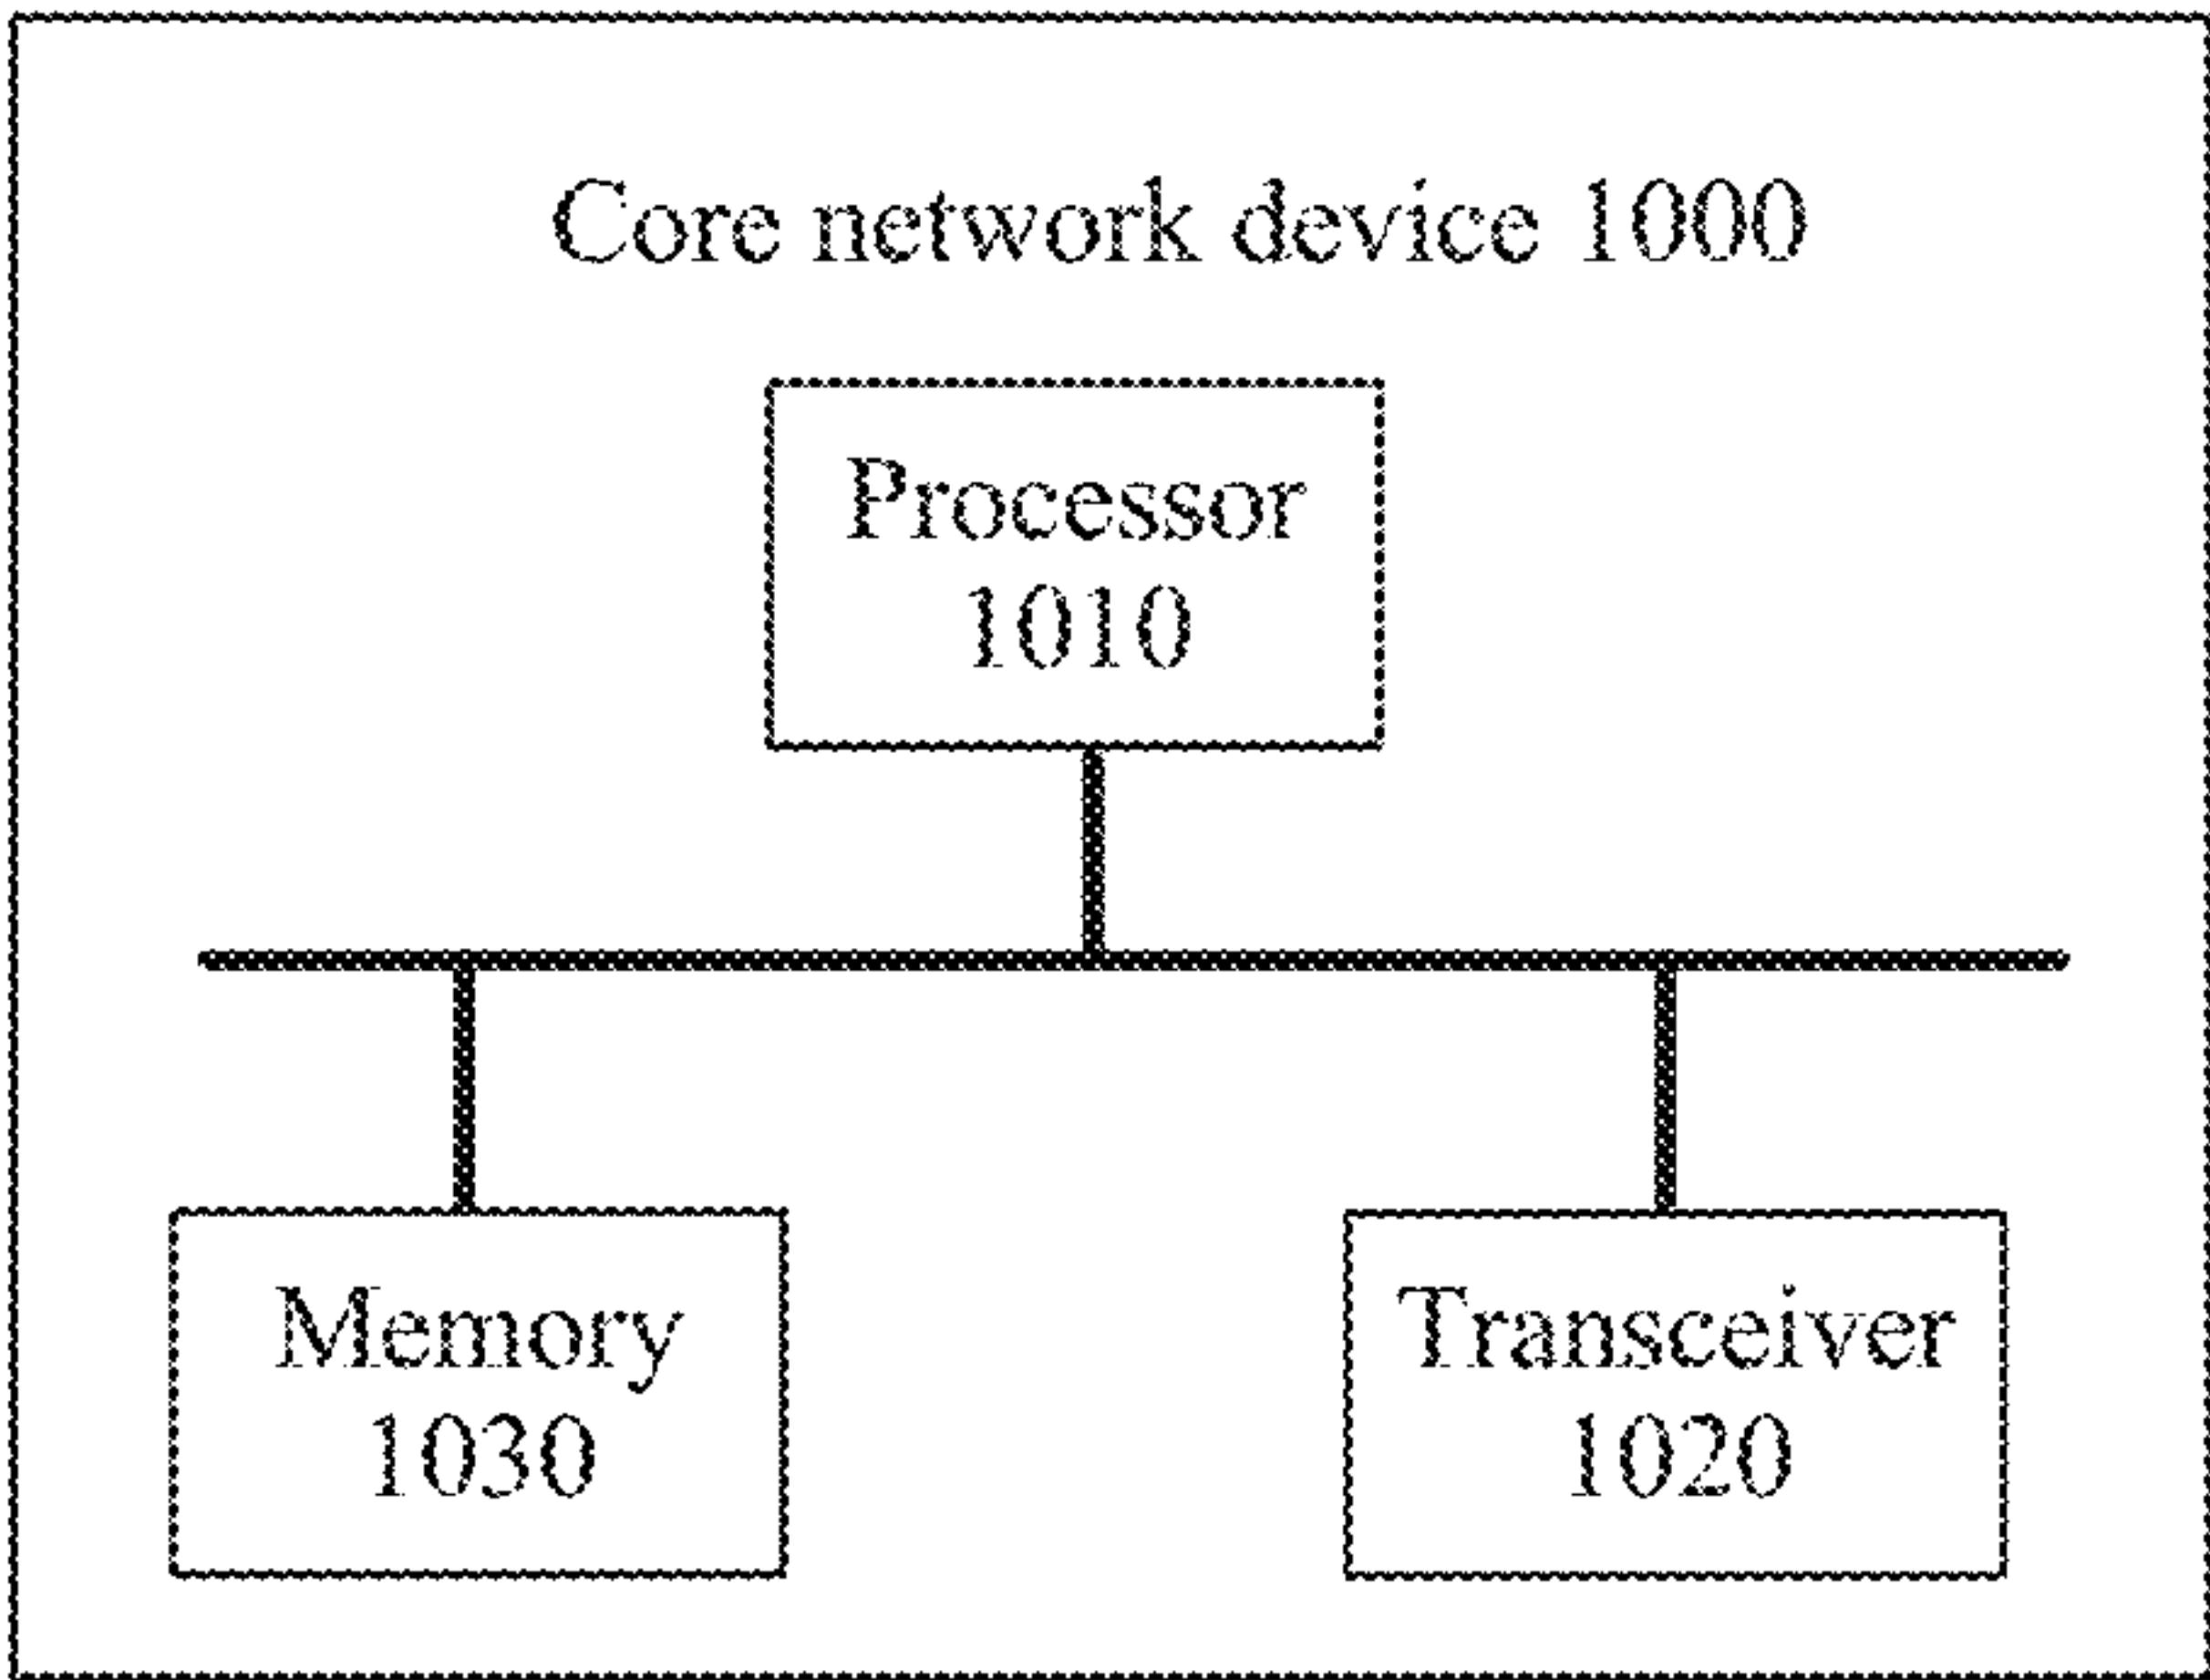 Core network device 1000
Processor
1010
Memory
1030
Transceiver
1020